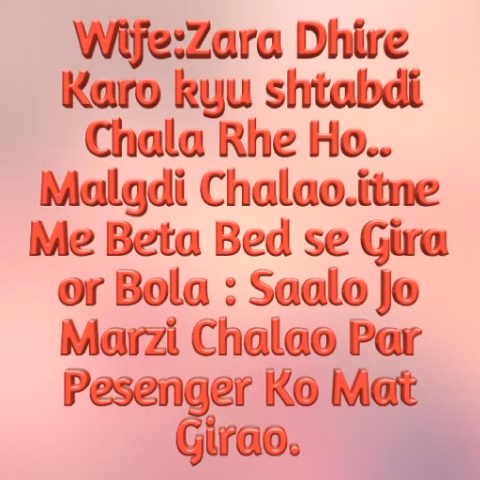 Wife:Zara Dhire
Karo kyu shtabdi
Chala Rhe Ho..
Malgdi Chalao.itne
Me Beta Bed se Gira
or Bola : Saalo Jo
Marzi Chalao Par
Pesenger Ko Mat
Girao.